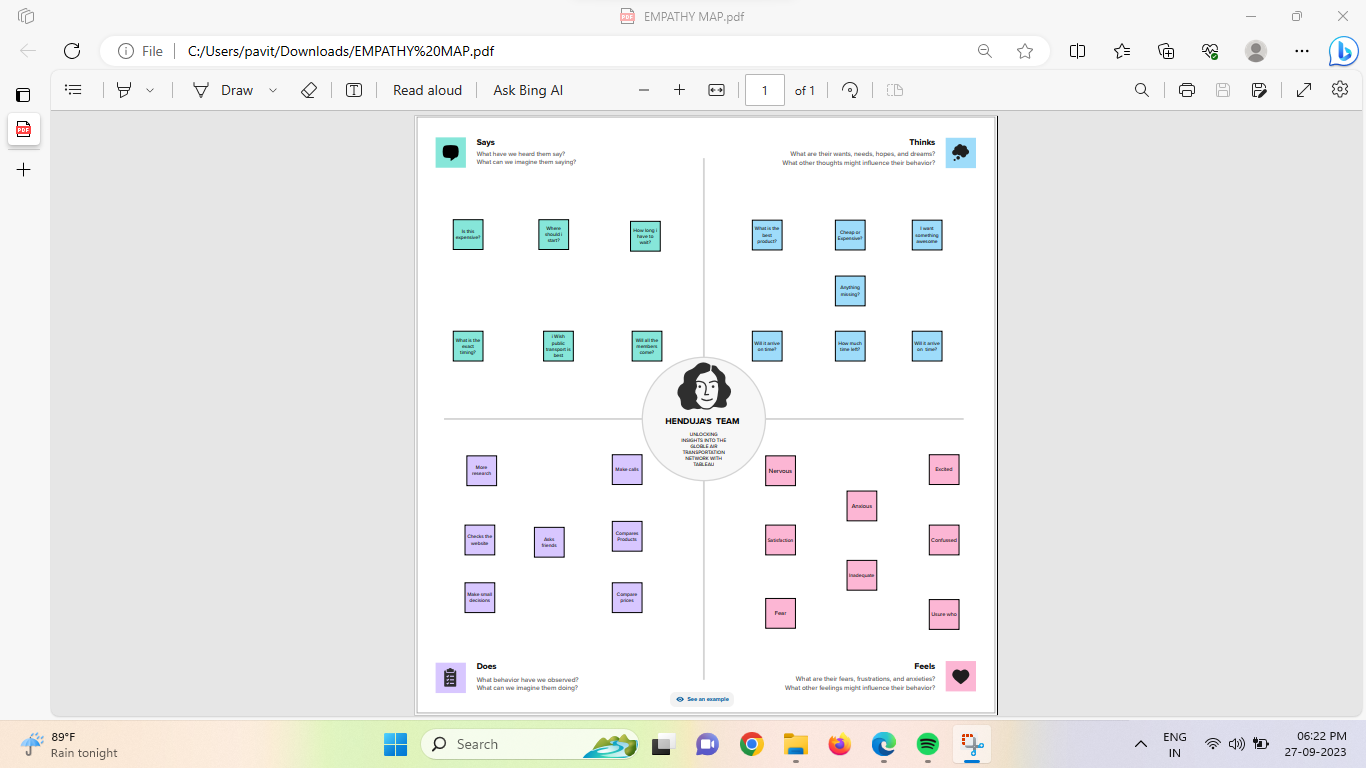 EMPATHY MAP.pdf
File
C:/Users/pavit/Downloads/EMPATHY%20MAP.pdf
Draw
Read aloud
Ask Bing AI
1
of 1
PDF
Says
What have we heard them say?
What can we imagine them saying?
Thinks
What are their wants, needs, hopes, and dreams?
What other thoughts might influence their behavior?
Is this
expensive?
Where
should i
start?
How long i
have to
wait?
What is the
best
product?
Cheap or
Expensive?
I want
something
awesome
Anything
missing?
What is the
exact
timing?
i Wish
public
transport is
best
Will all the
members
come?
Will it arrive
on time?
How much
time left?
Will it arrive
on time?
HENDUJA'S TEAM
UNLOCKING
INSIGHTS INTO THE
GLOBLE AIR
TRANSPORTATION
NETWORK WITH
TABLEAU
More
research
Make calls
Checks the
website
Asks
friends
Compares
Products
Make small
decisions
Compare
prices
Nervous
Excited
Anxious
Satisfaction
Confussed
Inadequate
Fear
Usure who
Does
What behavior have we observed?
What can we imagine them doing?
Feels
What are their fears, frustrations, and anxieties?
What other feelings might influence their behavior?
See an example
89°F
Rain tonight
Search
ENG
IN
06:22 PM
27-09-2023